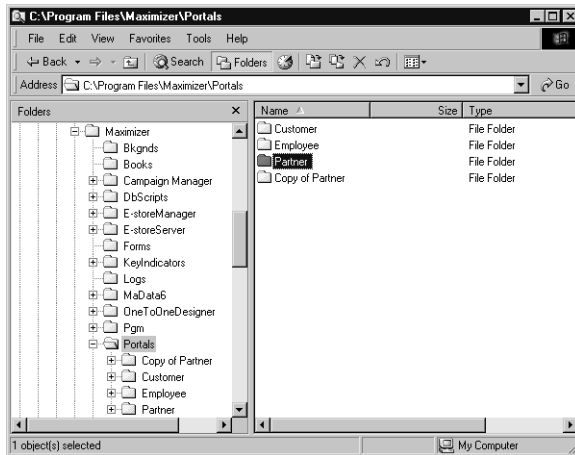 C:\Program Files\Maximizer\Portals
File Edit View Favorites Tools Help
Back Search Folders
Address C:\Program Files\Maximizer\Portals Go
Folders
Maximizer
Bkgnds
Books
Campaign Manager
DbScripts
E-storeManager
E-storeServer
Forms
KeyIndicators
Logs
MaData6
OneToOneDesigner
Pgm
Portals
Copy of Partner
Customer
Employee
Partner
Name Size Type
Customer File Folder
Employee File Folder
Partner File Folder
Copy of Partner File Folder
1 object(s) selected My Computer